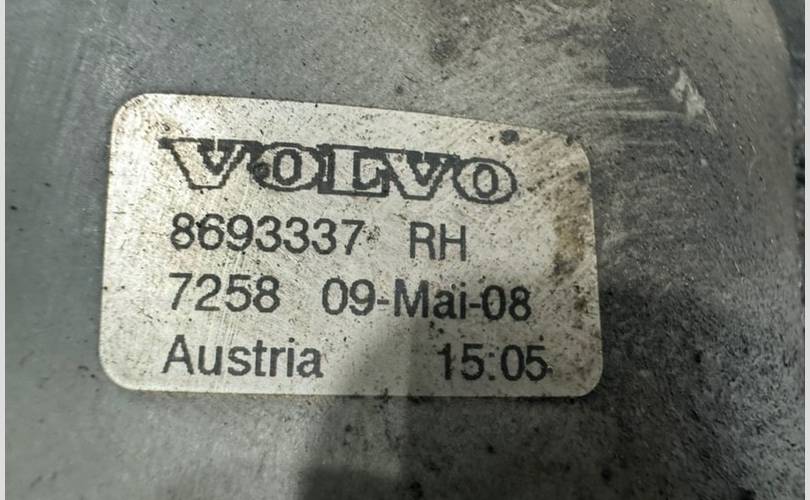 VOLVO
8693337 RH
7258 09-Mai-08
Austria 15:05